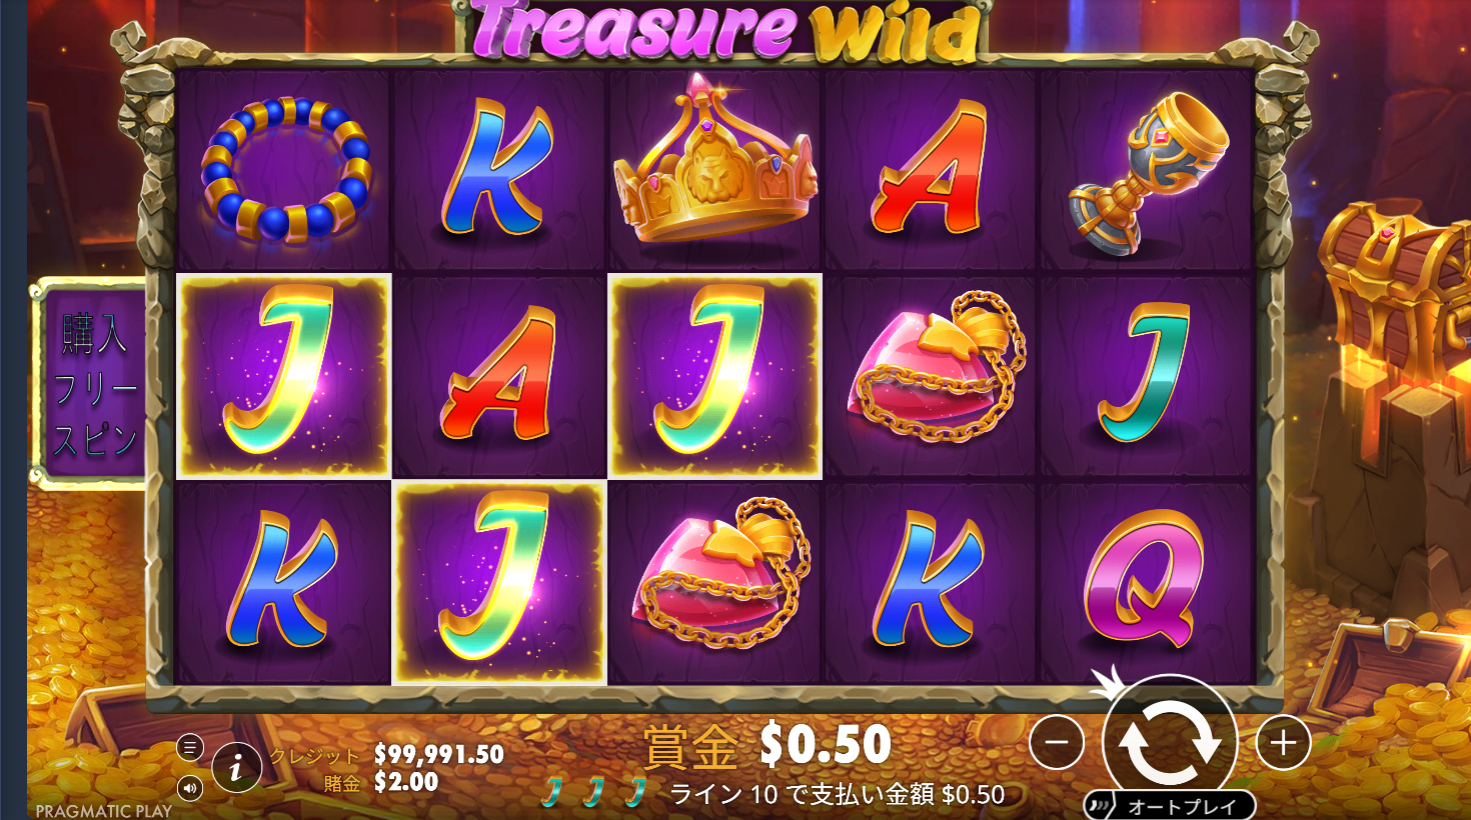 Treasure Wild
K
A
J
A
J
J
K
J
K
Q
購入
フリー
スピン
クレジット $99,991.50
賭金 $2.00
賞金 $0.50
J J J ライン 10 で支払い金額 $0.50
オートプレイ
PRAGMATIC PLAY